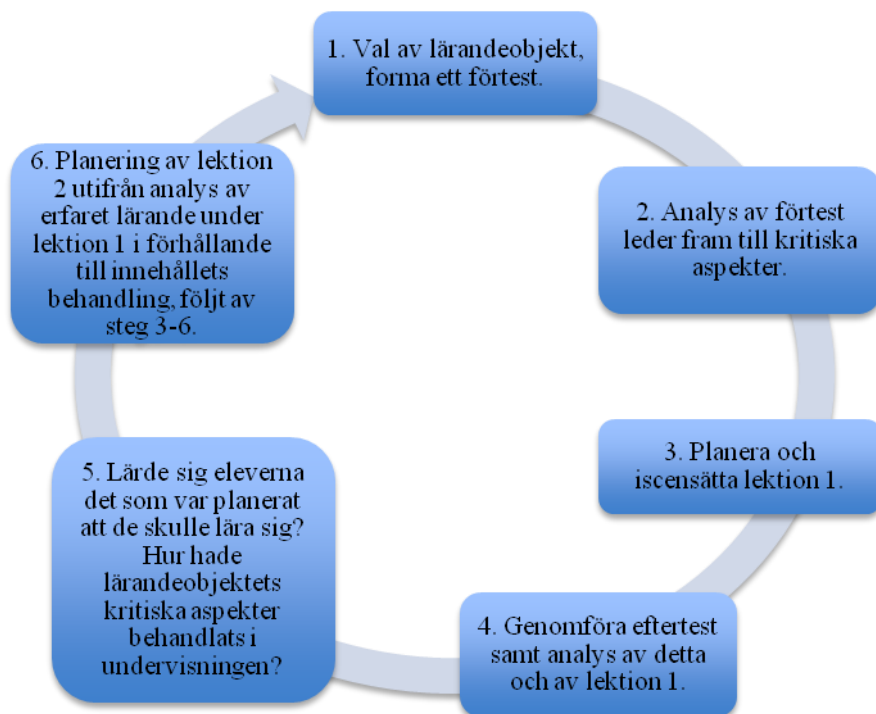 1. Val av lärandeobjekt,
forma ett förtest.
2. Analys av förtest
leder fram till kritiska
aspekter.
3. Planera och
iscensätta lektion 1.
4. Genomföra eftertest
samt analys av detta
och av lektion 1.
5. Lärde sig eleverna
det som var planerat
att de skulle lära sig?
Hur hade
lärandeobjektets
kritiska aspekter
behandlats i
undervisningen?
6. Planering av lektion
2 utifrån analys av
erfaret lärande under
lektion 1 i förhållande
till innehållets
behandling, följt av
steg 3-6.